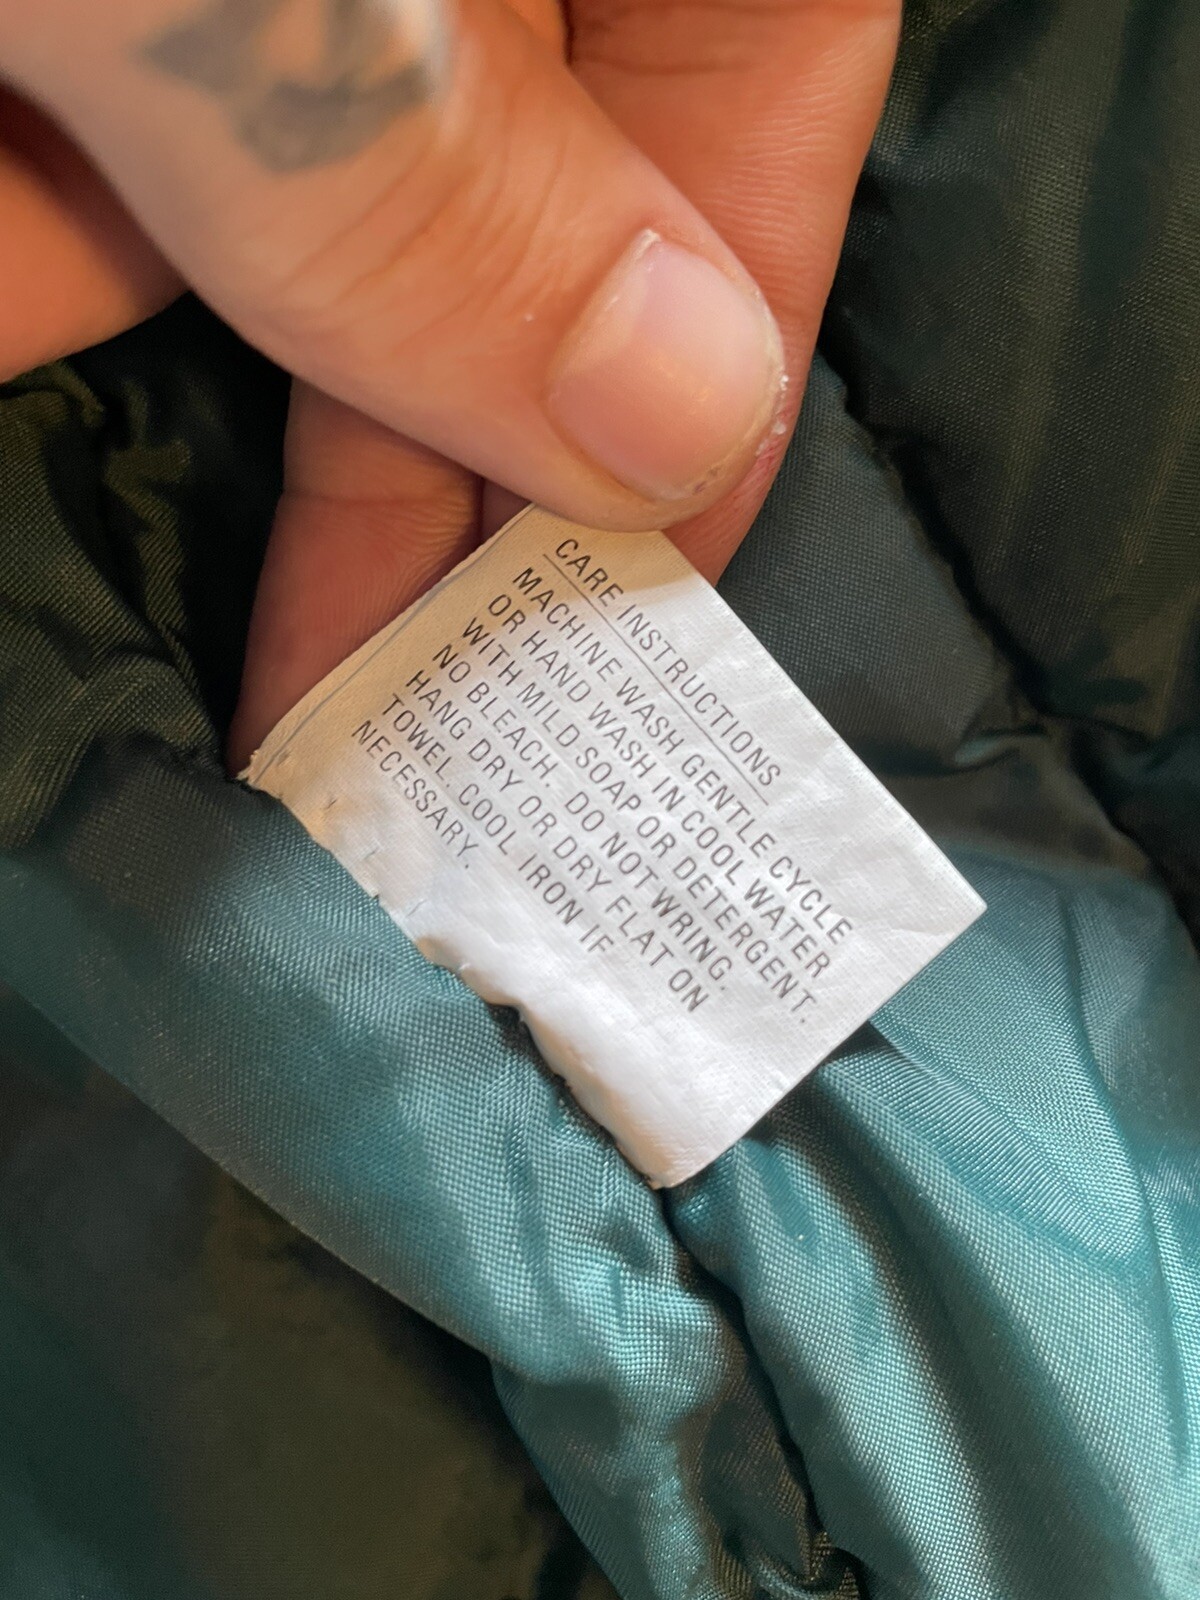 CARE INSTRUCTIONS
MACHINE WASH GENTLE CYCLE
OR HAND WASH IN COOL WATER
WITH MILD SOAP OR DETERGENT.
NO BLEACH. DO NOT WRING.
HANG DRY OR DRY FLAT ON
TOWEL. COOL IRON IF
NECESSARY.